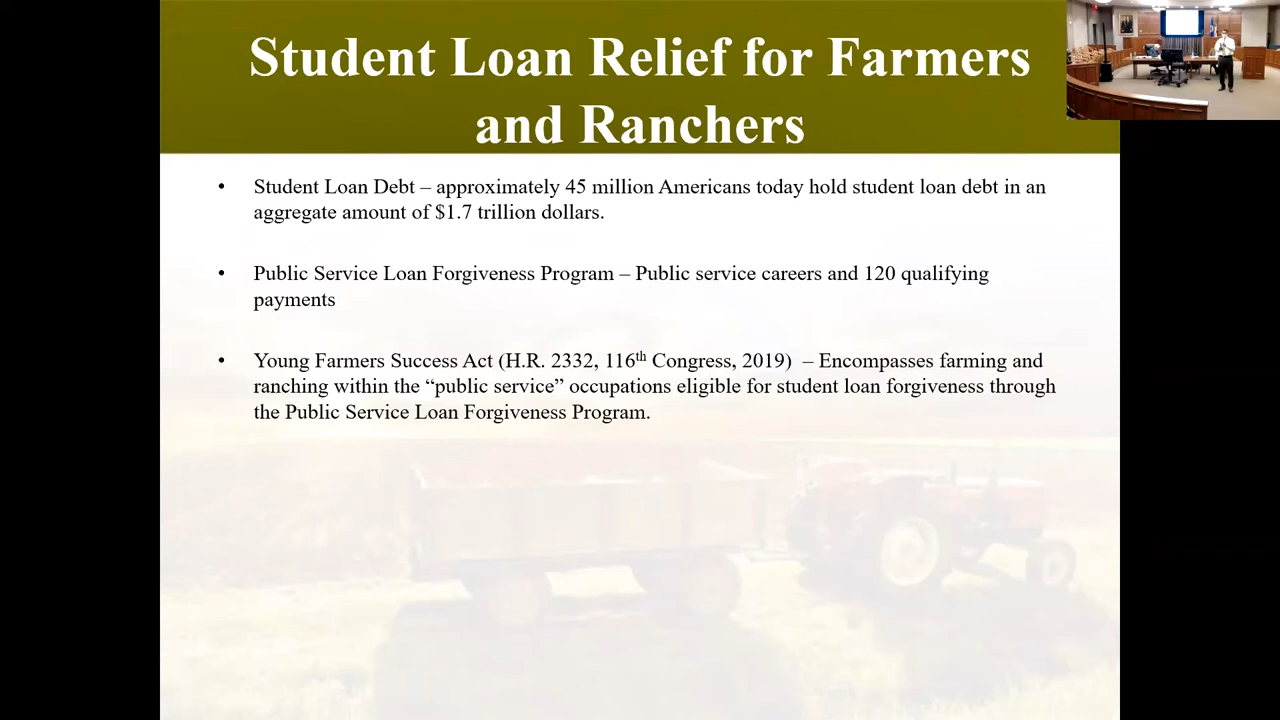 Student Loan Relief for Farmers
and Ranchers
• Student Loan Debt – approximately 45 million Americans today hold student loan debt in an
aggregate amount of $1.7 trillion dollars.
• Public Service Loan Forgiveness Program – Public service careers and 120 qualifying
payments
• Young Farmers Success Act (H.R. 2332, 116th Congress, 2019) – Encompasses farming and
ranching within the “public service” occupations eligible for student loan forgiveness through
the Public Service Loan Forgiveness Program.